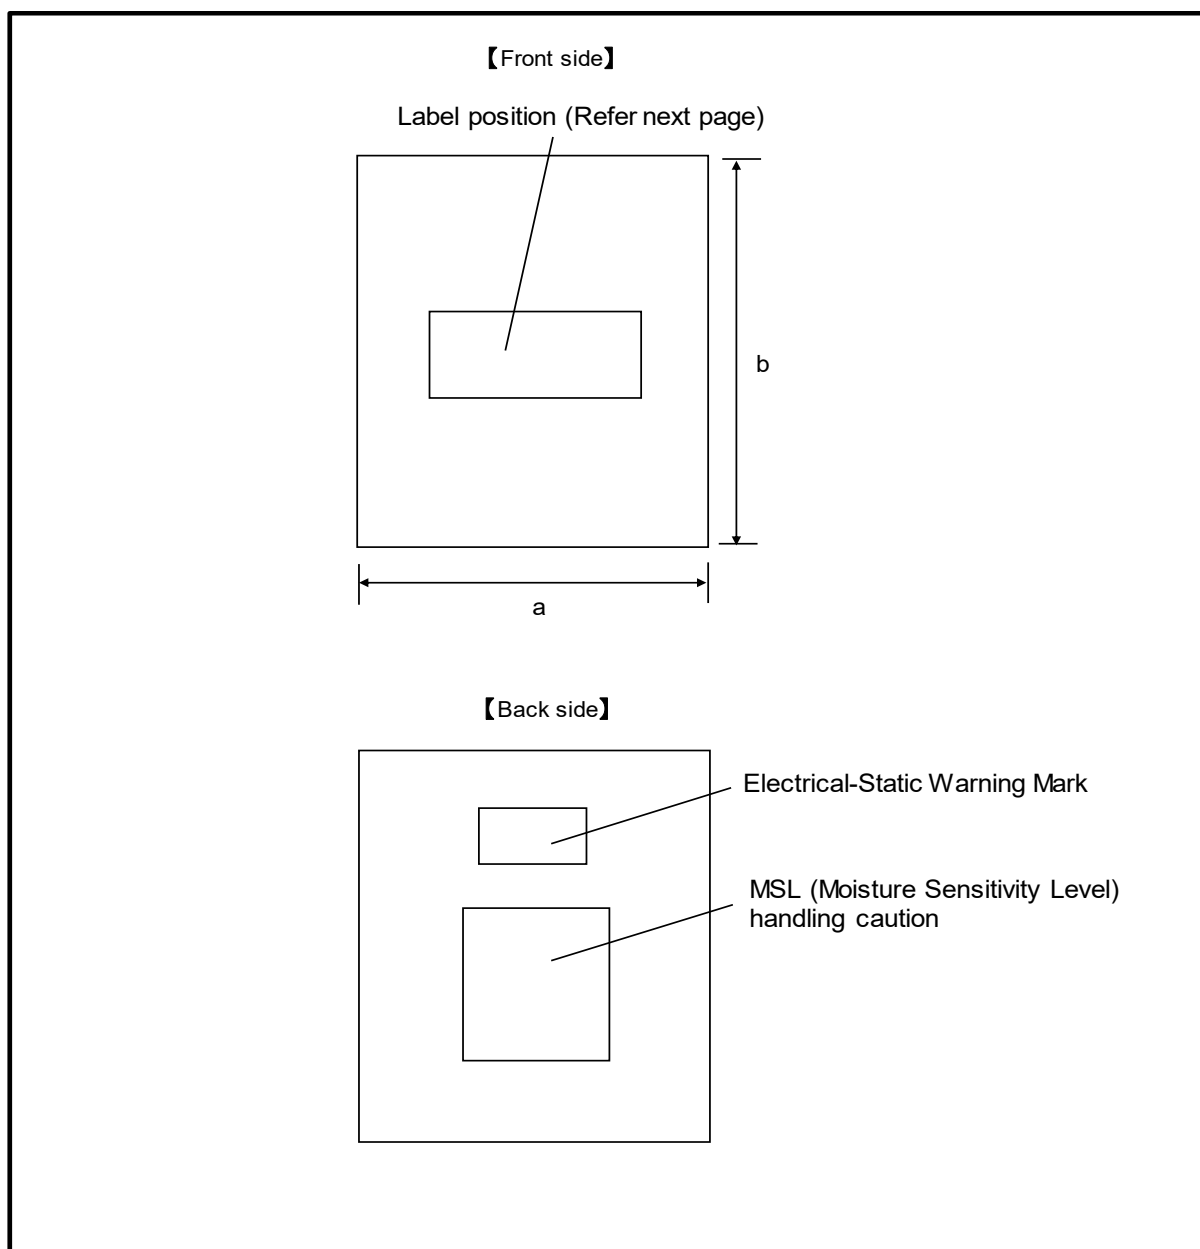 【Front side】
Label position (Refer next page)
b
a
【Back side】
Electrical-Static Warning Mark
MSL (Moisture Sensitivity Level)
handling caution